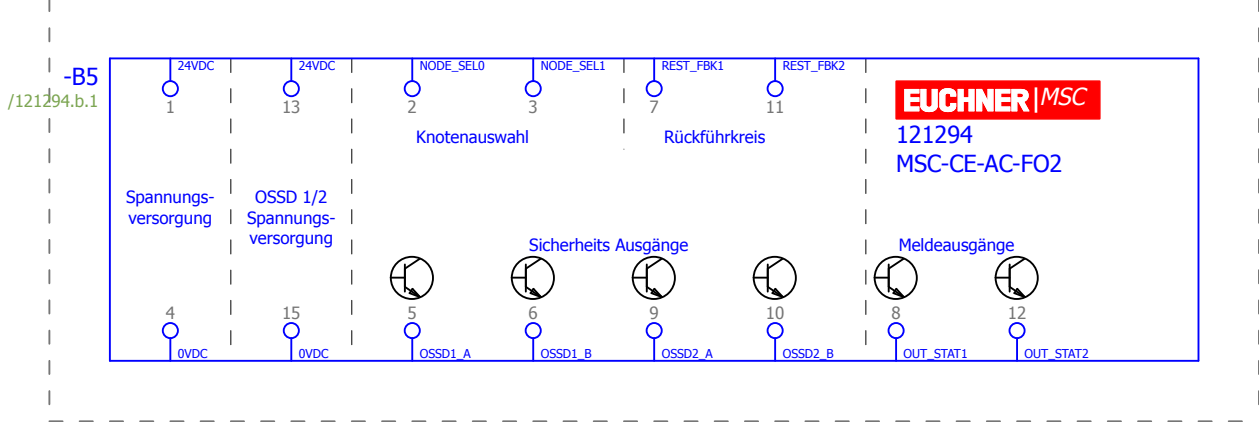 -B5
/121294.b.1
24VDC
24VDC
NODE_SEL0
NODE_SEL1
REST_FBK1
REST_FBK2
1
13
2
3
7
11
EUCHNER|MSC
121294
MSC-CE-AC-FO2
Knotenauswahl
Rückführkreis
Spannungs-
versorgung
OSSD 1/2
Spannungs-
versorgung
Sicherheits Ausgänge
Meldeausgänge
4
15
5
6
9
10
8
12
0VDC
0VDC
OSSD1_A
OSSD1_B
OSSD2_A
OSSD2_B
OUT_STAT1
OUT_STAT2